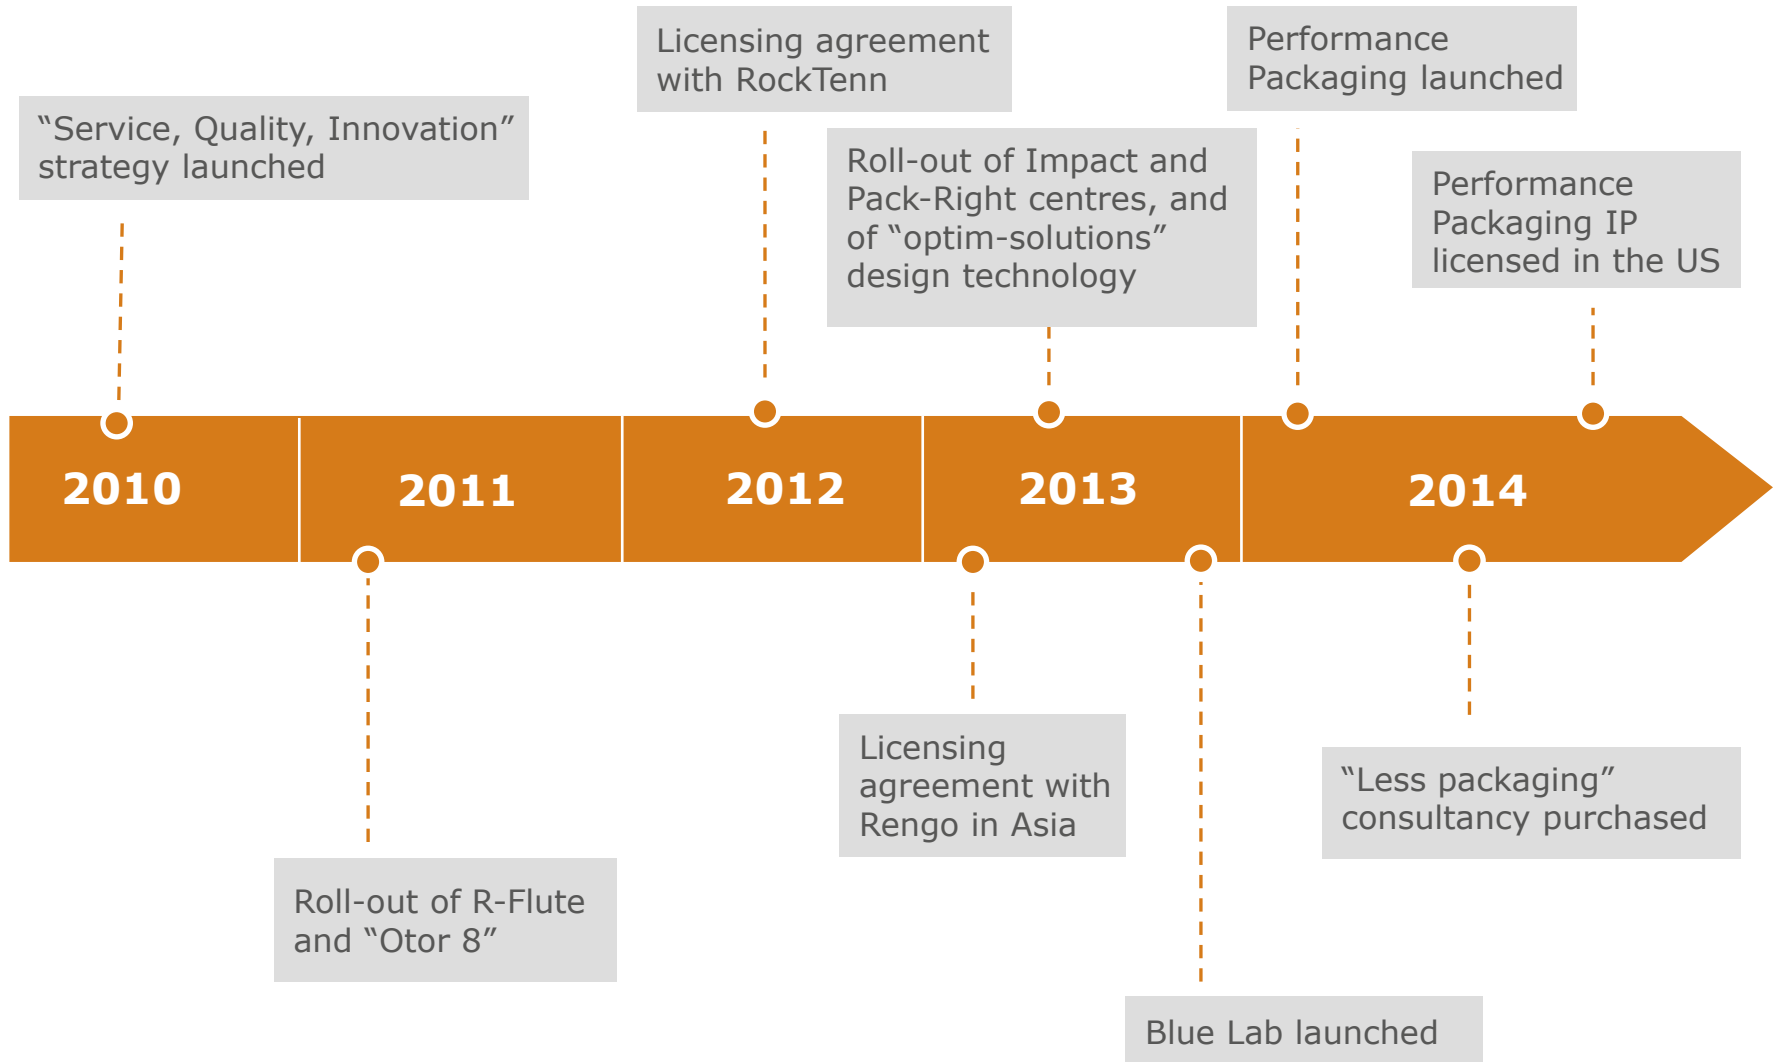 Licensing agreement
with RockTenn
Performance
Packaging launched
“Service, Quality, Innovation”
strategy launched
Roll-out of Impact and
Pack-Right centres, and
of “optim-solutions”
design technology
Performance
Packaging IP
licensed in the US
2010
2011
2012
2013
2014
Licensing
agreement with
Rengo in Asia
“Less packaging”
consultancy purchased
Roll-out of R-Flute
and “Otor 8”
Blue Lab launched